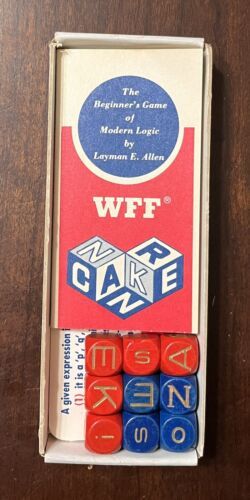 The
Beginner's Game
of
Modern Logic
by
Layman E. Allen
WFF®
N R
C A K E
N
A given expression
(1) it is a 'p', 'q',
E s A
K E N
i s o